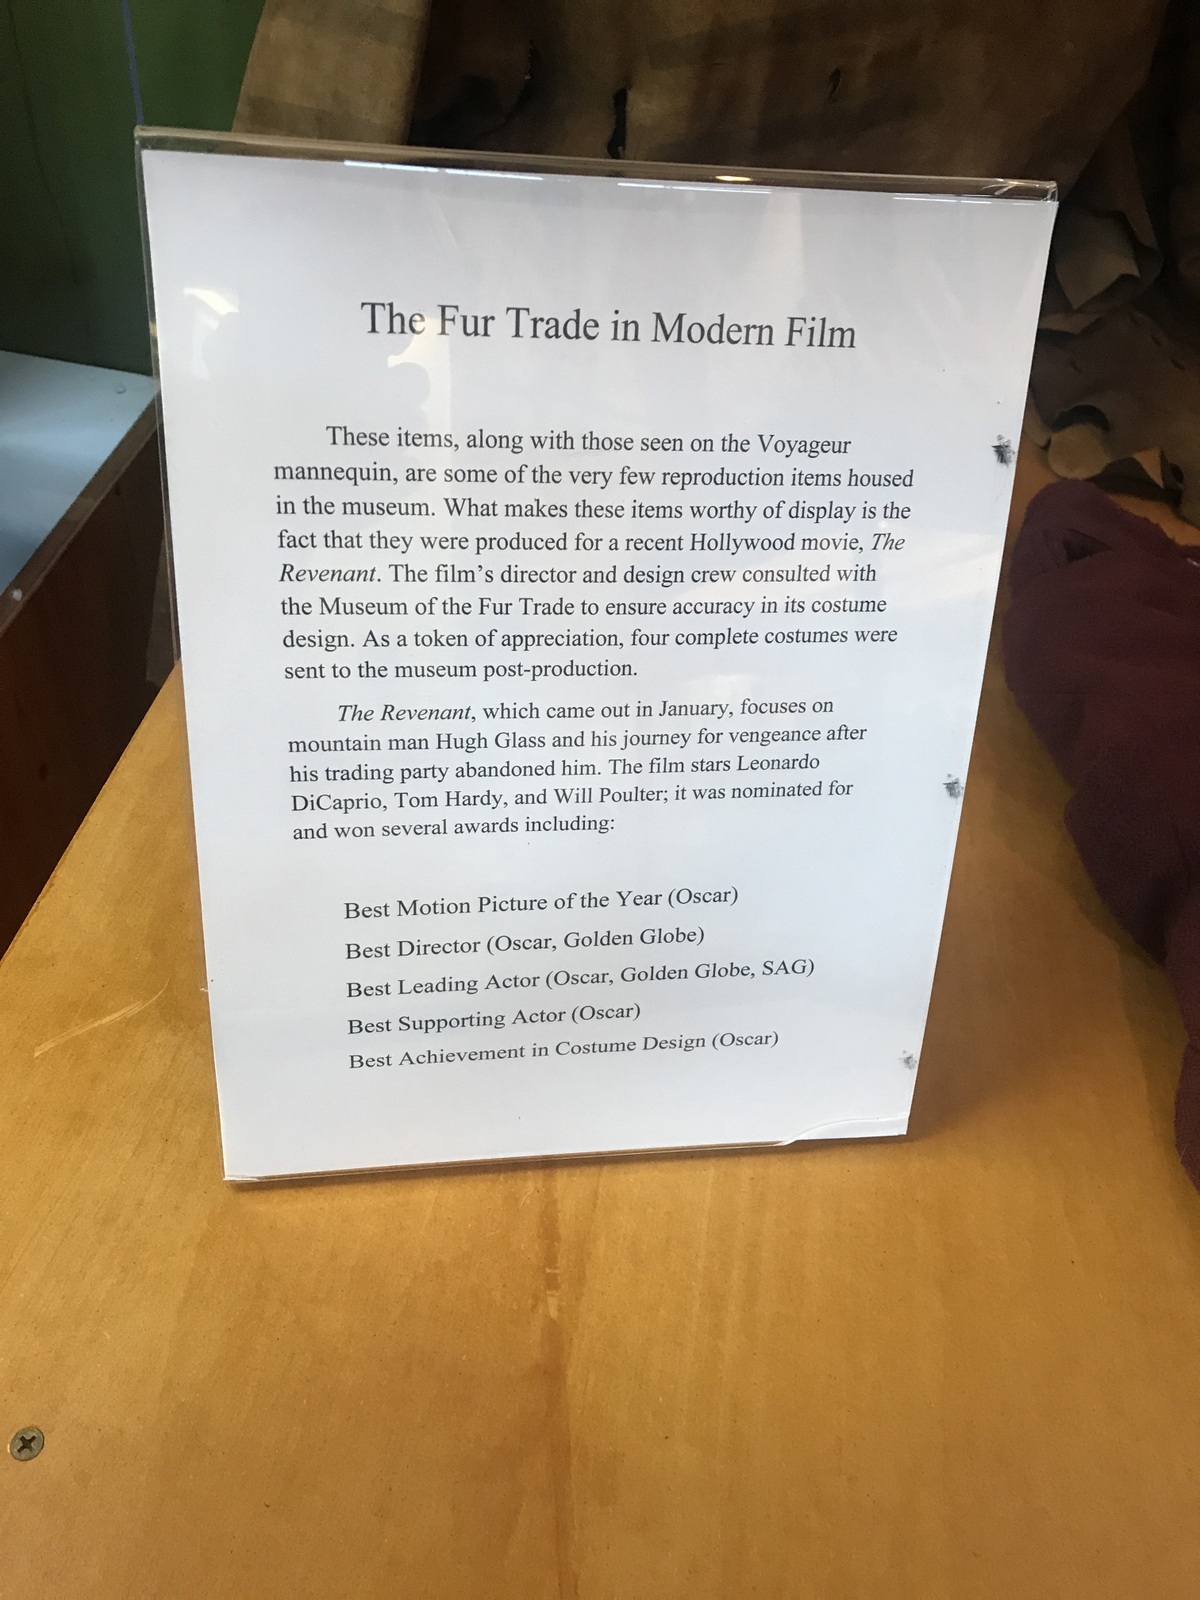 The Fur Trade in Modern Film
These items, along with those seen on the Voyageur
mannequin, are some of the very few reproduction items housed
in the museum. What makes these items worthy of display is the
fact that they were produced for a recent Hollywood movie, The
Revenant. The film's director and design crew consulted with
the Museum of the Fur Trade to ensure accuracy in its costume
design. As a token of appreciation, four complete costumes were
sent to the museum post-production.
The Revenant, which came out in January, focuses on
mountain man Hugh Glass and his journey for vengeance after
his trading party abandoned him. The film stars Leonardo
DiCaprio, Tom Hardy, and Will Poulter; it was nominated for
and won several awards including:
Best Motion Picture of the Year (Oscar)
Best Director (Oscar, Golden Globe)
Best Leading Actor (Oscar, Golden Globe, SAG)
Best Supporting Actor (Oscar)
Best Achievement in Costume Design (Oscar)